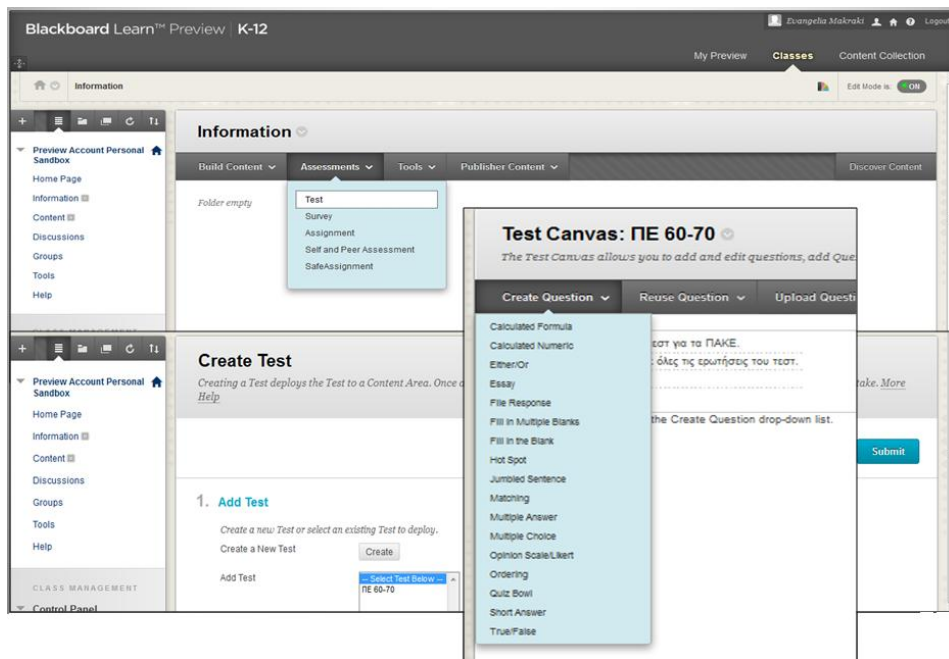 Blackboard Learn™ Preview | K-12
Evangelia Makraki
Logout
My Preview
Classes
Content Collection
Information
Edit Mode is: ON
Preview Account Personal
Sandbox
Home Page
Information
Content
Discussions
Groups
Tools
Help
CLASS MANAGEMENT
Information
Build Content
Assessments
Tools
Publisher Content
Discover Content
Folder empty
Test
Survey
Assignment
Self and Peer Assessment
SafeAssignment
Preview Account Personal
Sandbox
Home Page
Information
Content
Discussions
Groups
Tools
Help
CLASS MANAGEMENT
Control Panel
Create Test
Creating a Test deploys the Test to a Content Area. Once a
take. More
Help
Submit
1. Add Test
Create a new Test or select an existing Test to deploy.
Create a New Test
Create
Add Test
-- Select Test Below --
ΠΕ 60-70
Test Canvas: ΠΕ 60-70
The Test Canvas allows you to add and edit questions, add Que
Create Question
Reuse Question
Upload Questi
εστ για τα ΠΑΚΕ.
όλες τις ερωτήσεις του τεστ.
the Create Question drop-down list.
Calculated Formula
Calculated Numeric
Either/Or
Essay
File Response
Fill in Multiple Blanks
Fill in the Blank
Hot Spot
Jumbled Sentence
Matching
Multiple Answer
Multiple Choice
Opinion Scale/Likert
Ordering
Quiz Bowl
Short Answer
True/False